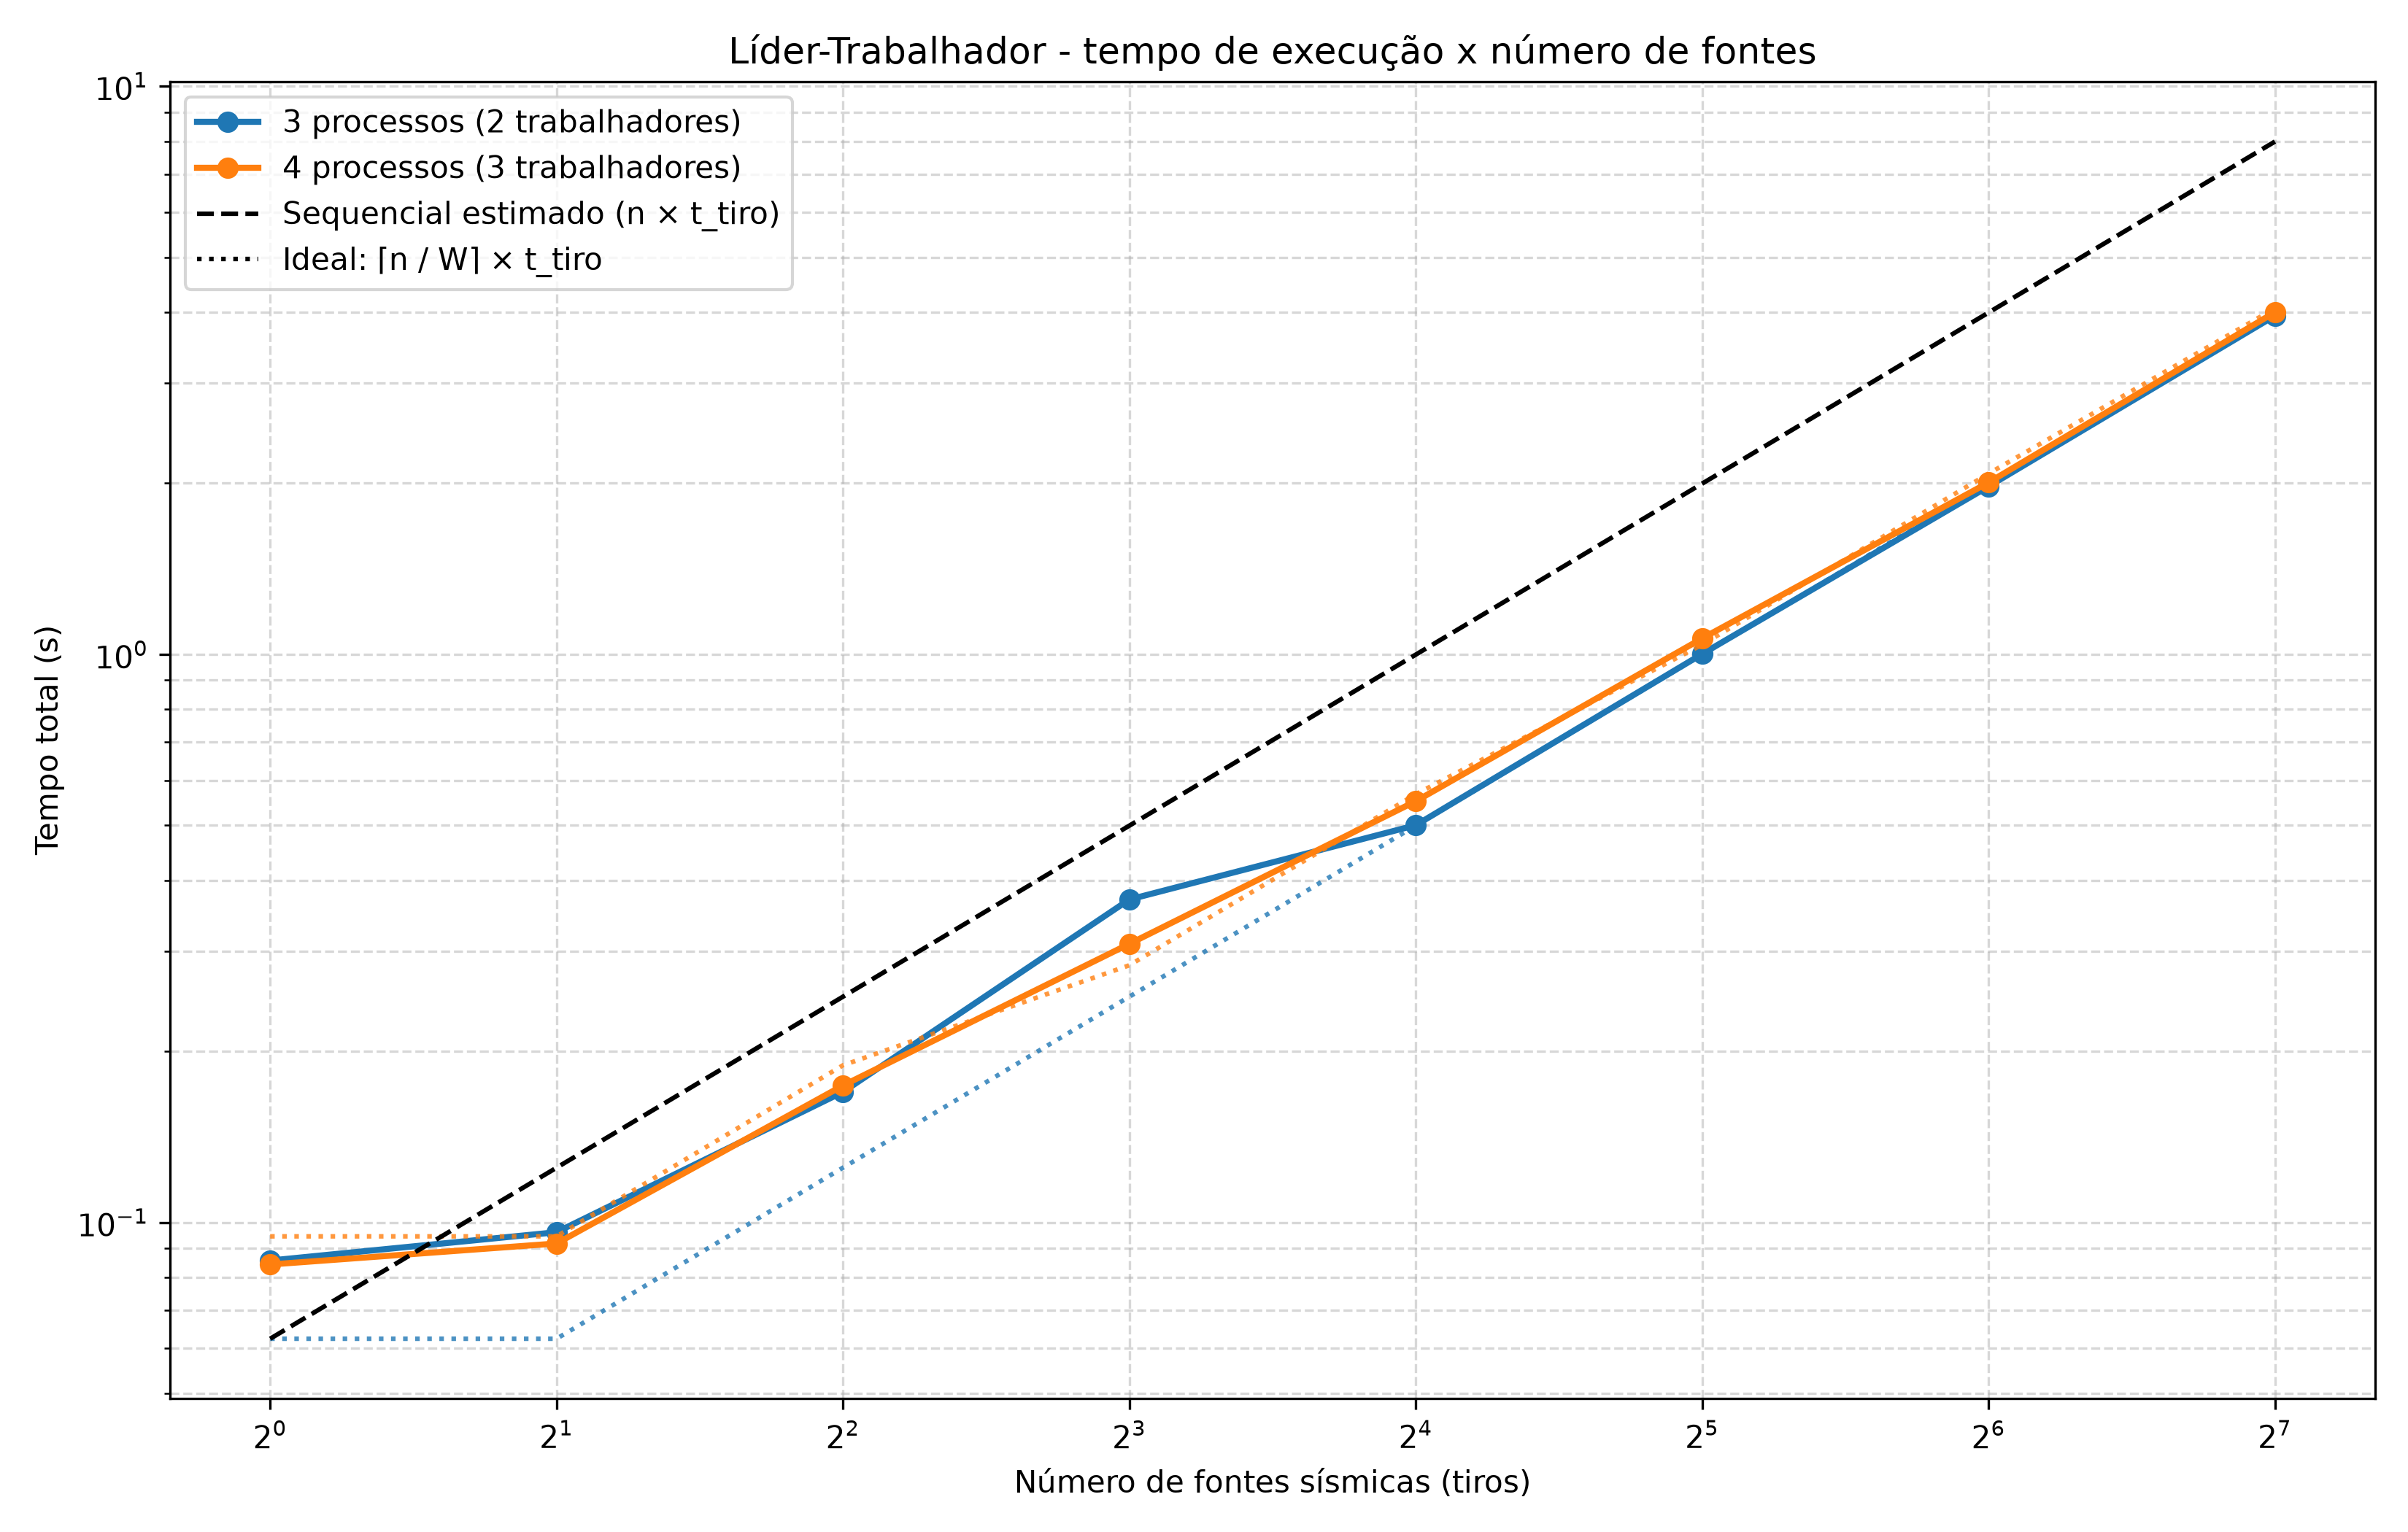 Líder-Trabalhador - tempo de execução x número de fontes
3 processos (2 trabalhadores)
4 processos (3 trabalhadores)
Sequencial estimado (n × t_tiro)
Ideal: ⌈n / W⌉ × t_tiro
Tempo total (s)
10¹
10⁰
10⁻¹
2⁰ 2¹ 2² 2³ 2⁴ 2⁵ 2⁶ 2⁷
Número de fontes sísmicas (tiros)